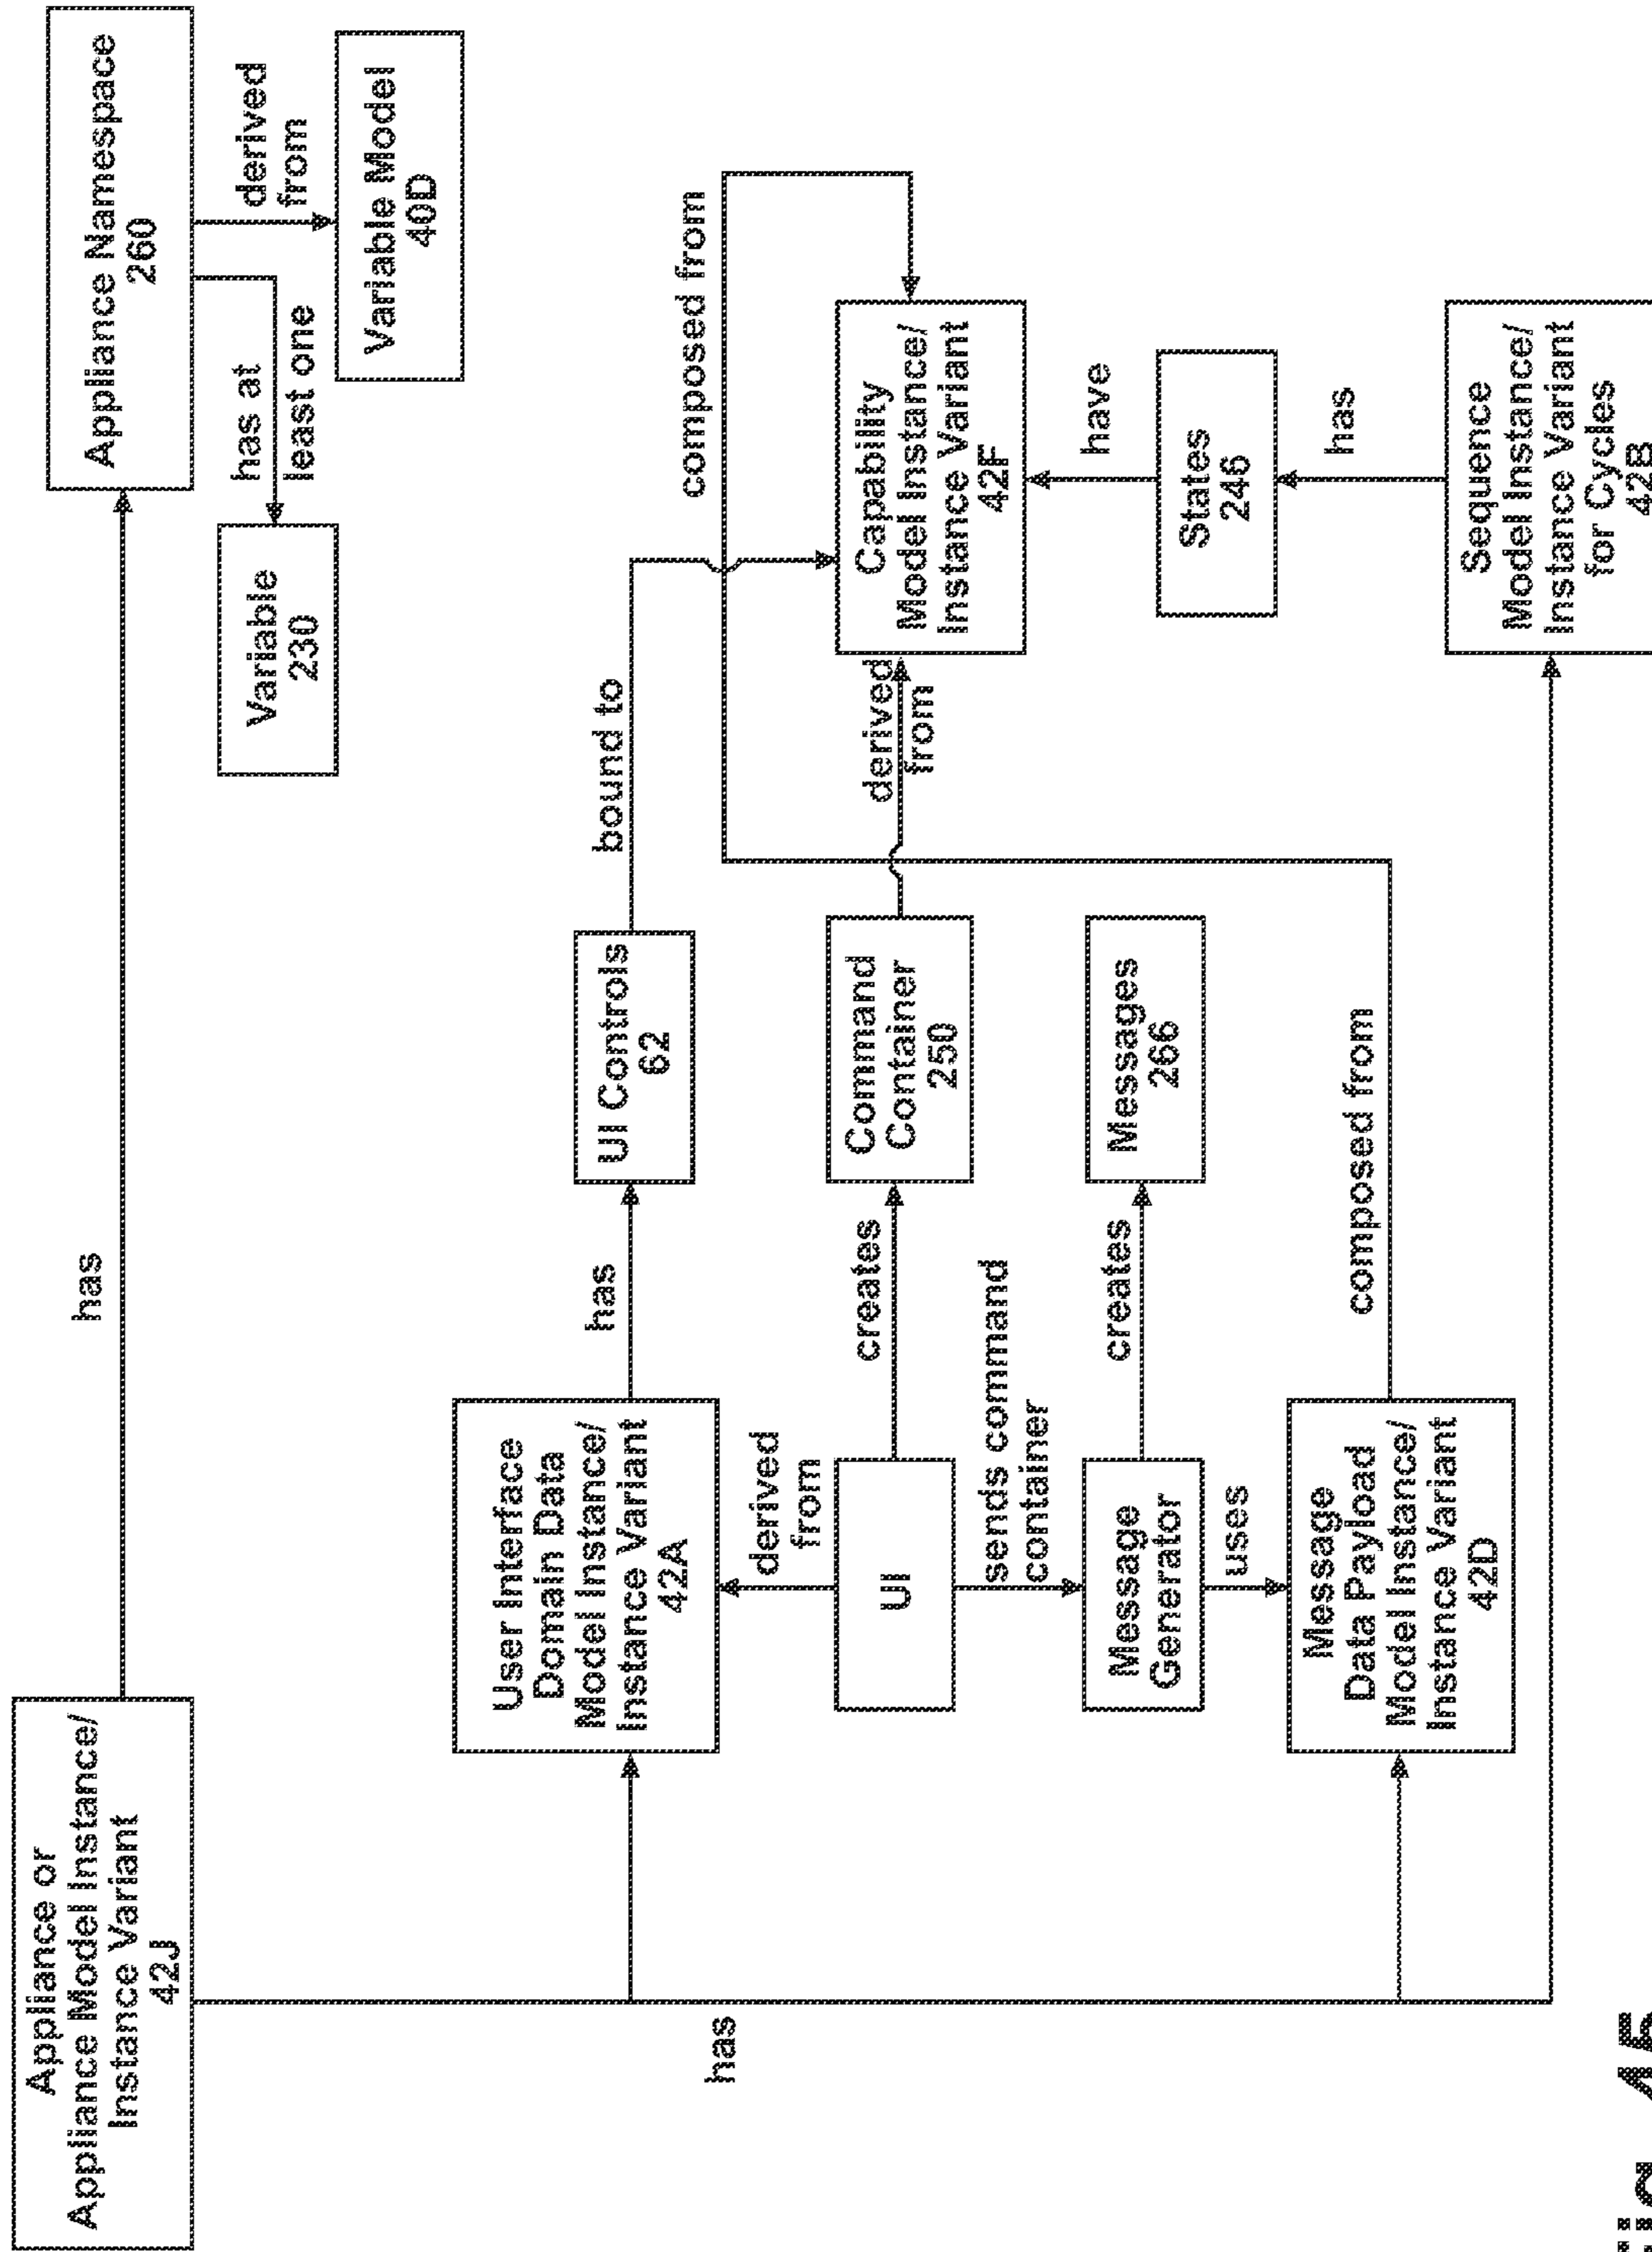 Appliance or
Appliance Model Instance/
Instance Variant
42J
has
Appliance Namespace
260
has at
least one
derived
from
Variable
230
Variable Model
40D
has
User Interface
Domain Data
Model Instance/
Instance Variant
42A
has
UI Controls
62
bound to
composed from
derived
from
UI
creates
Command
Container
250
derived
from
Capability
Model Instance/
Instance Variant
42F
sends command
container
Message
Generator
creates
Messages
266
have
States
246
uses
Message
Data Payload
Model Instance/
Instance Variant
42D
composed from
has
Sequence
Model Instance/
Instance Variant
for Cycles
42B